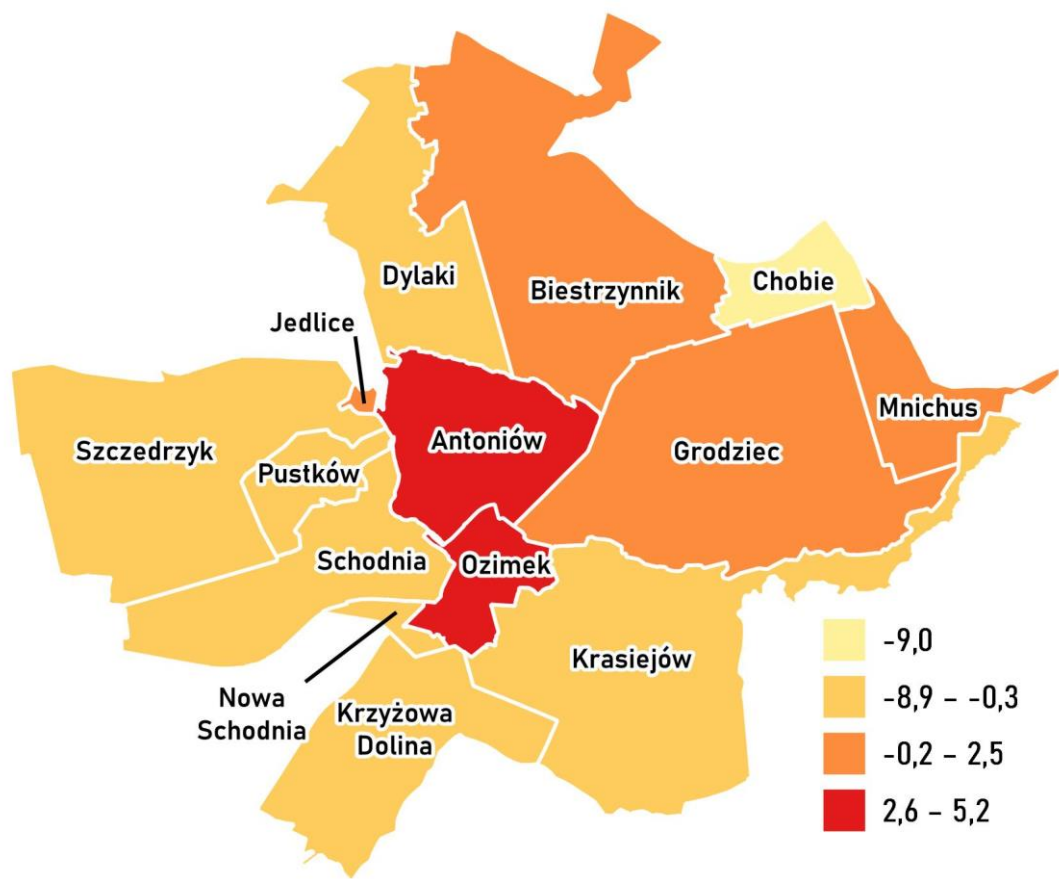 Dylaki
Biestrzynnik
Chobie
Jedlice
Mnichus
Szczedrzyk
Antoniów
Grodziec
Pustków
Schodnia
Ozimek
Krasiejów
Nowa
Schodnia
Krzyżowa
Dolina
-9,0
-8,9 – -0,3
-0,2 – 2,5
2,6 – 5,2